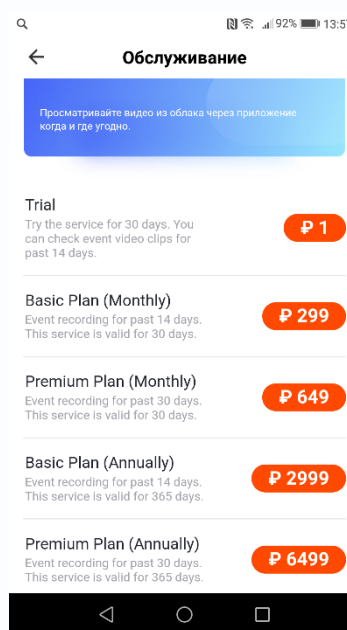 92% 13:5
Обслуживание
Просматривайте видео из облака через приложение
когда и где угодно.
Trial
Try the service for 30 days. You
can check event video clips for
past 14 days.
₽ 1
Basic Plan (Monthly)
Event recording for past 14 days.
This service is valid for 30 days.
₽ 299
Premium Plan (Monthly)
Event recording for past 30 days.
This service is valid for 30 days.
₽ 649
Basic Plan (Annually)
Event recording for past 14 days.
This service is valid for 365 days.
₽ 2999
Premium Plan (Annually)
Event recording for past 30 days.
This service is valid for 365 days.
₽ 6499